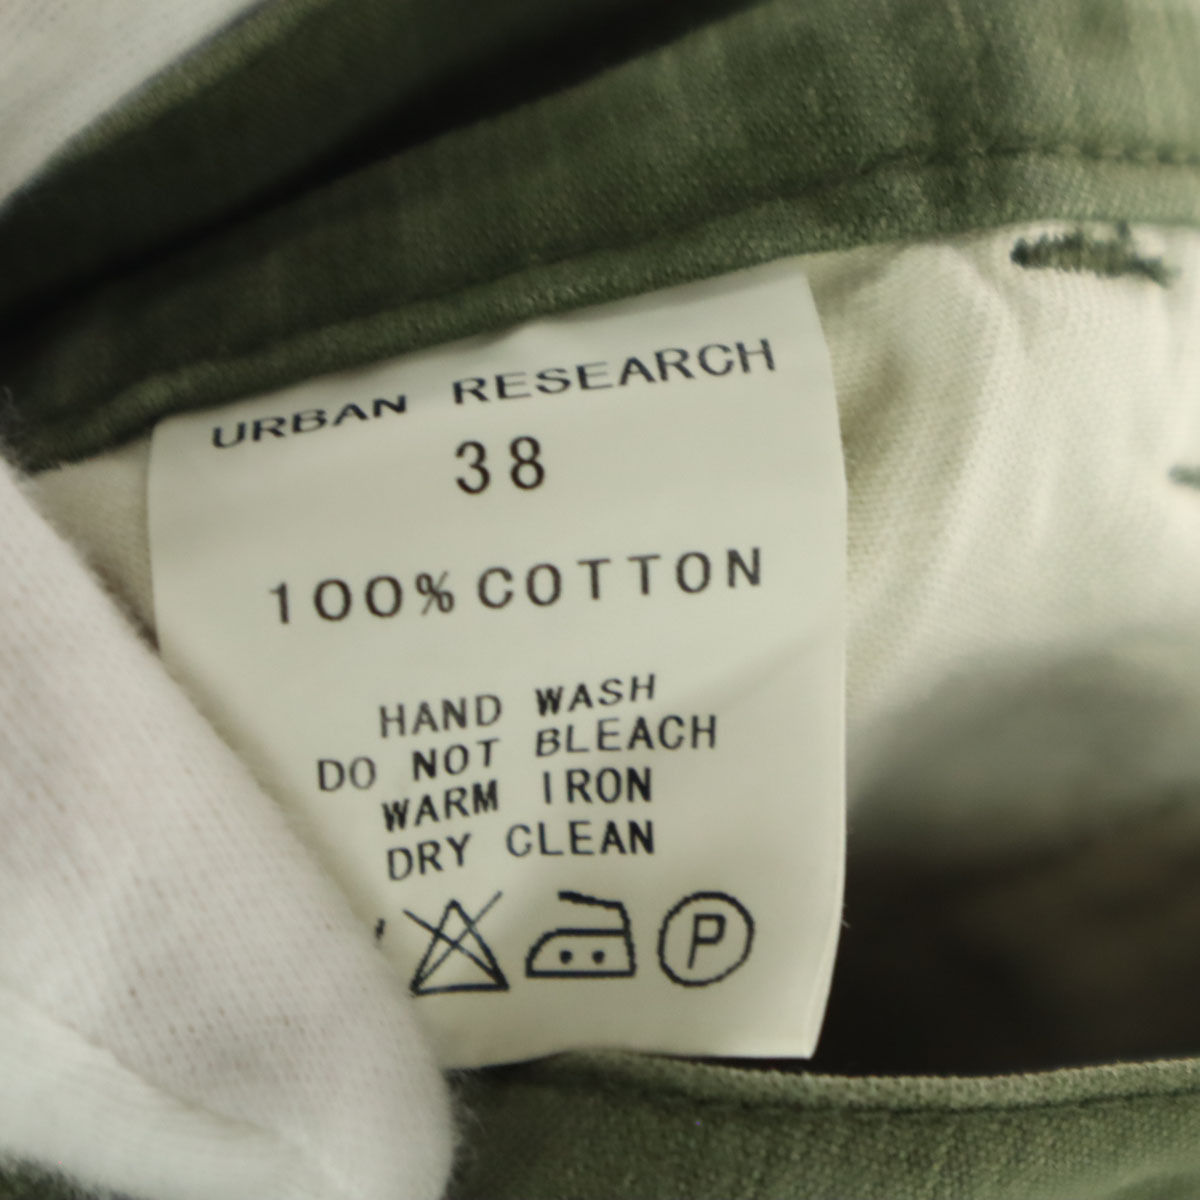 URBAN RESEARCH
38
100% COTTON
HAND WASH
DO NOT BLEACH
WARM IRON
DRY CLEAN
P